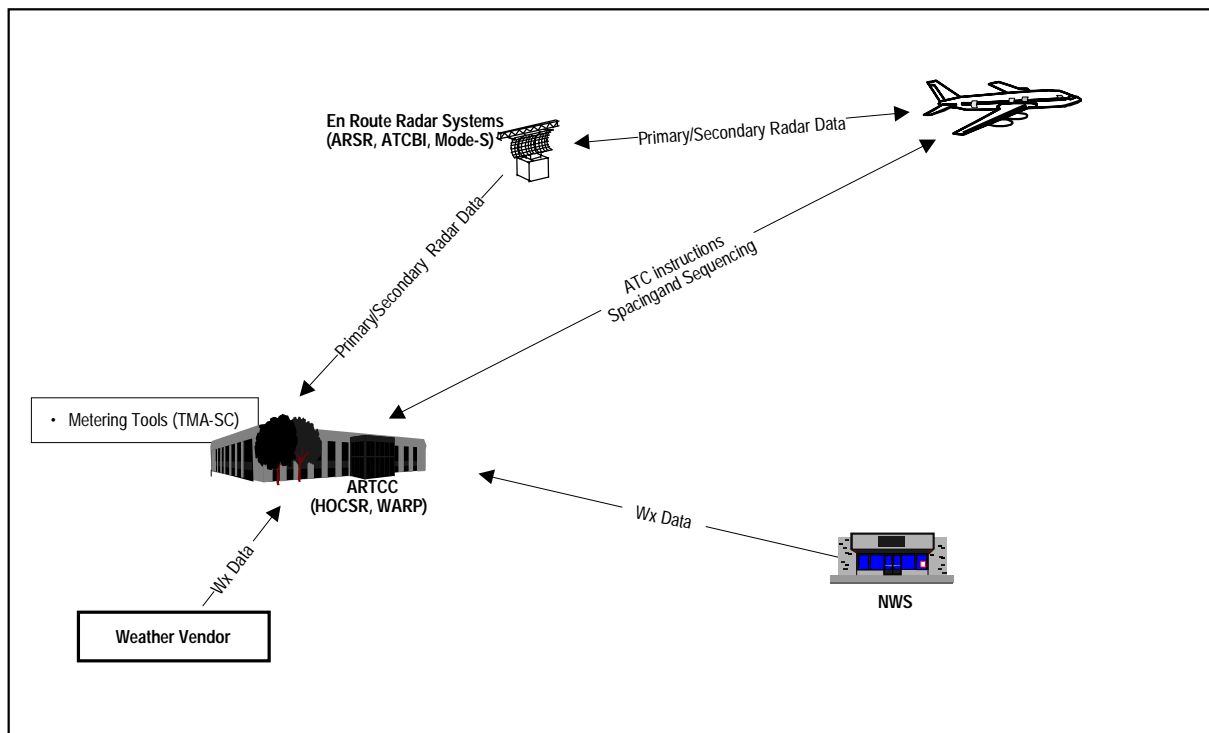 En Route Radar Systems
(ARSR, ATCBI, Mode-S)
Primary/Secondary Radar Data
Primary/Secondary Radar Data
ATC instructions
Spacingand Sequencing
• Metering Tools (TMA-SC)
ARTCC
(HOCSR, WARP)
Wx Data
Wx Data
NWS
Weather Vendor